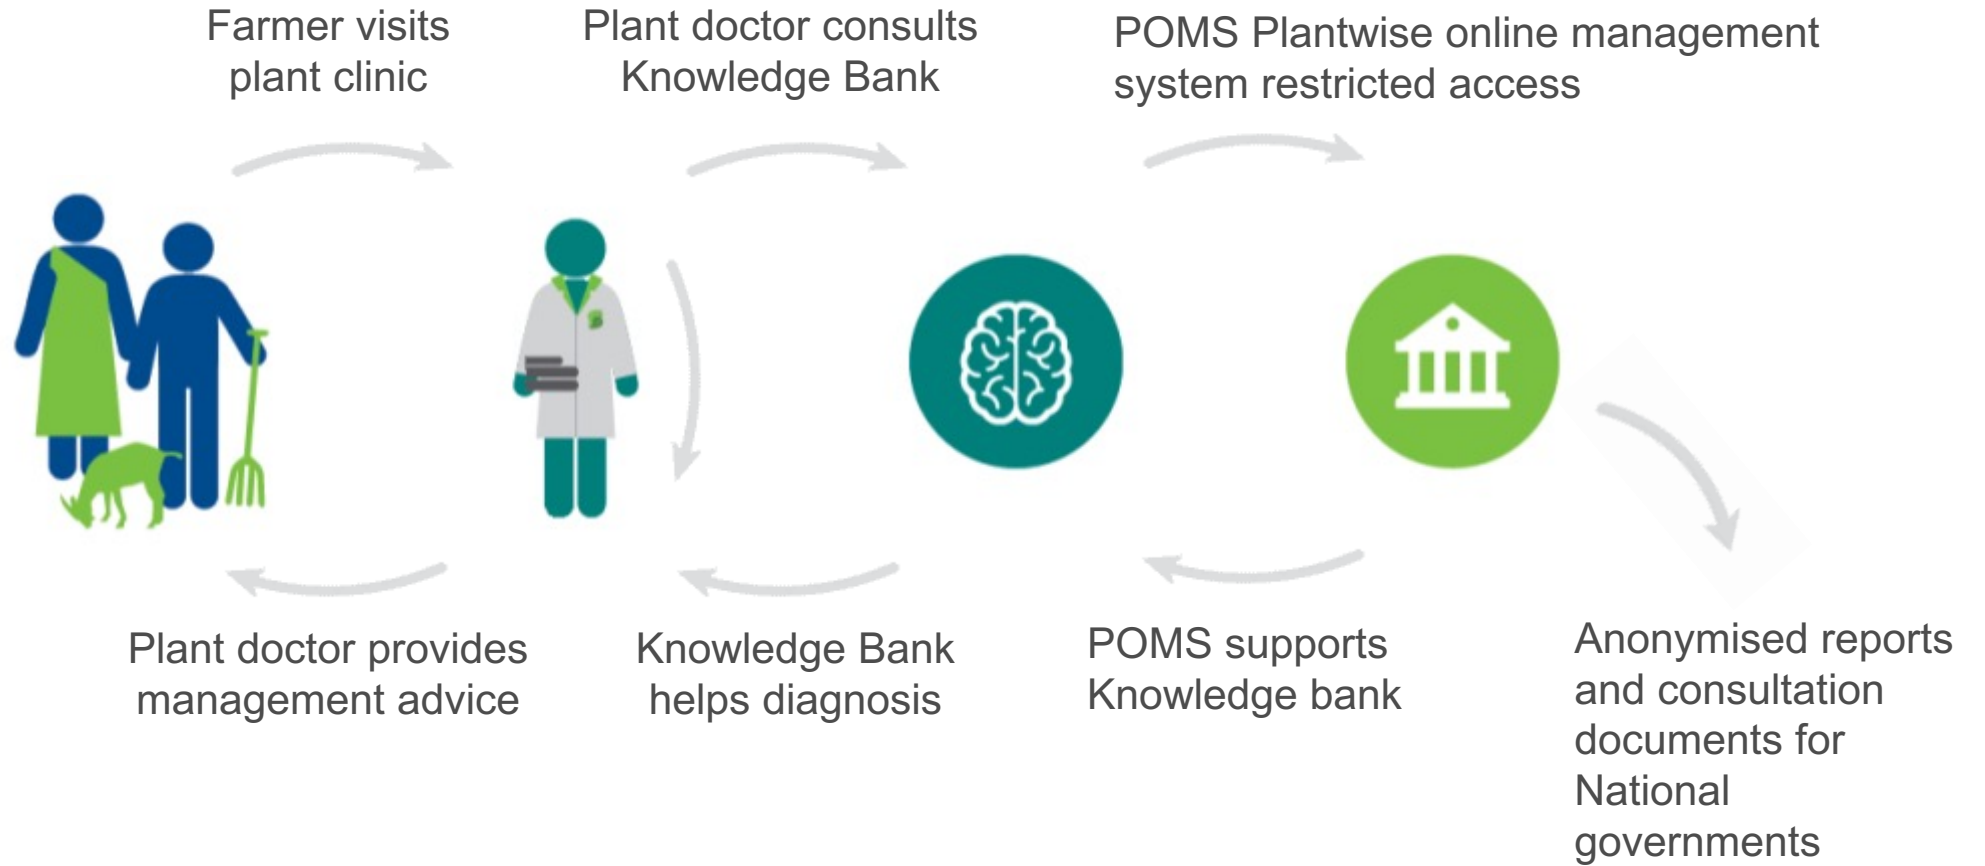 Farmer visits
plant clinic
Plant doctor consults
Knowledge Bank
POMS Plantwise online management
system restricted access
Plant doctor provides
management advice
Knowledge Bank
helps diagnosis
POMS supports
Knowledge bank
Anonymised reports
and consultation
documents for
National
governments